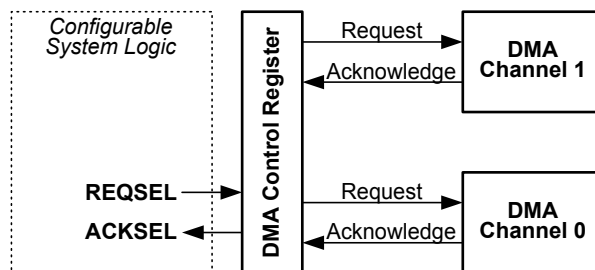 Configurable
System Logic
REQSEL
ACKSEL
DMA Control Register
Request
Acknowledge
DMA
Channel 1
Request
Acknowledge
DMA
Channel 0